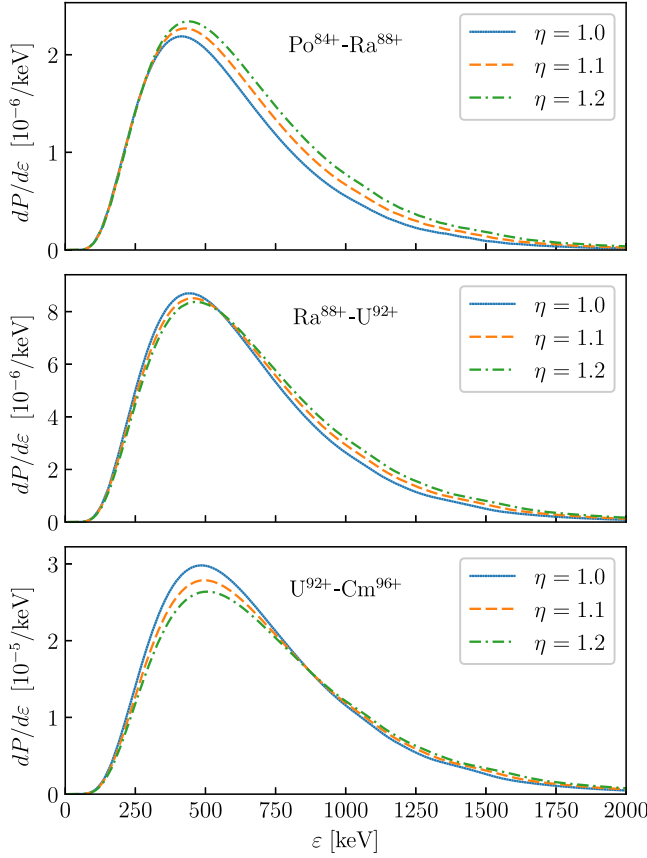 dP/dε [10⁻⁶/keV]
2
1
0
Po⁸⁴⁺-Ra⁸⁸⁺
η = 1.0
η = 1.1
η = 1.2
dP/dε [10⁻⁶/keV]
8
6
4
2
0
Ra⁸⁸⁺-U⁹²⁺
η = 1.0
η = 1.1
η = 1.2
dP/dε [10⁻⁵/keV]
3
2
1
0
U⁹²⁺-Cm⁹⁶⁺
η = 1.0
η = 1.1
η = 1.2
0 250 500 750 1000 1250 1500 1750 2000
ε [keV]